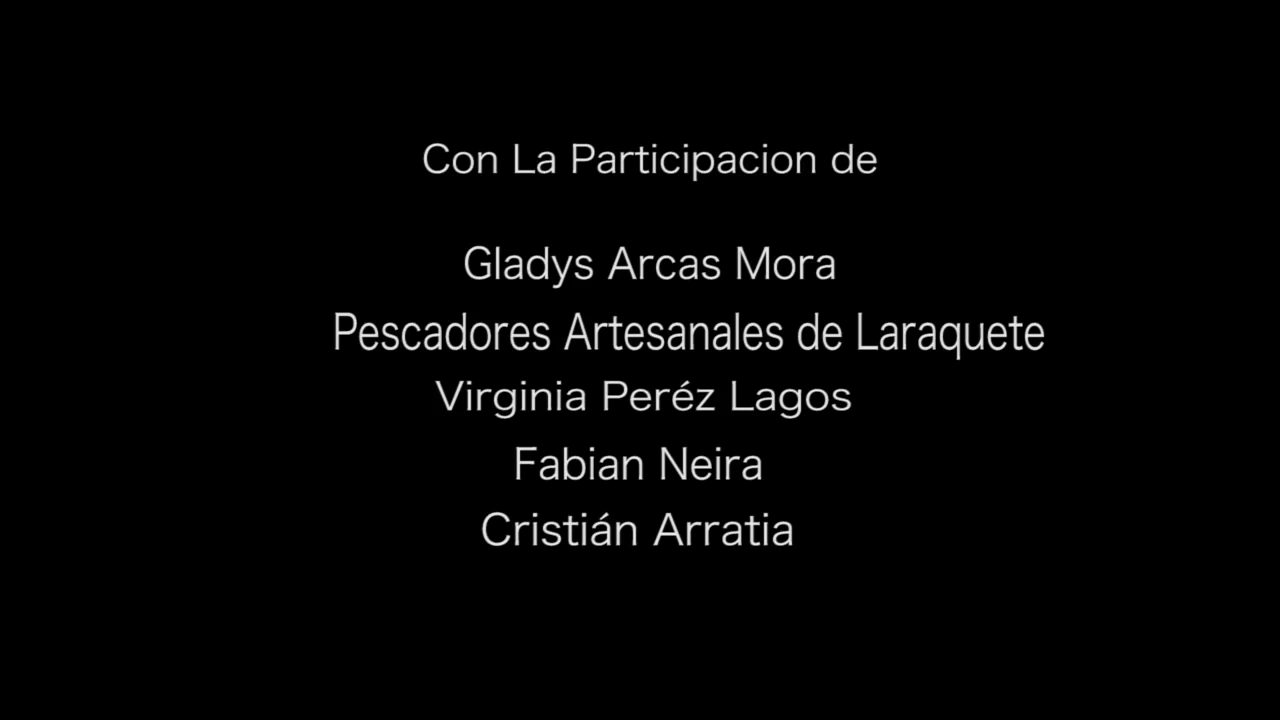 Con La Participacion de
Gladys Arcas Mora
Pescadores Artesanales de Laraquete
Virginia Peréz Lagos
Fabian Neira
Cristián Arratia